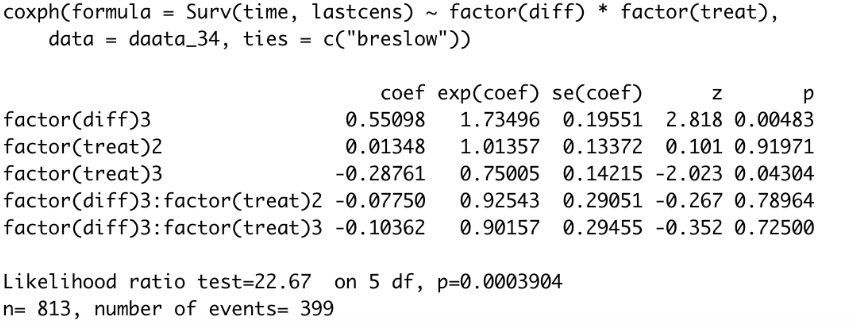 coxph(formula = Surv(time, lastcens) ~ factor(diff) * factor(treat),
    data = daata_34, ties = c("breslow"))

                                coef exp(coef) se(coef)      z       p
factor(diff)3                0.55098   1.73496  0.19551  2.818 0.00483
factor(treat)2               0.01348   1.01357  0.13372  0.101 0.91971
factor(treat)3              -0.28761   0.75005  0.14215 -2.023 0.04304
factor(diff)3:factor(treat)2 -0.07750   0.92543  0.29051 -0.267 0.78964
factor(diff)3:factor(treat)3 -0.10362   0.90157  0.29455 -0.352 0.72500

Likelihood ratio test=22.67  on 5 df, p=0.0003904
n= 813, number of events= 399